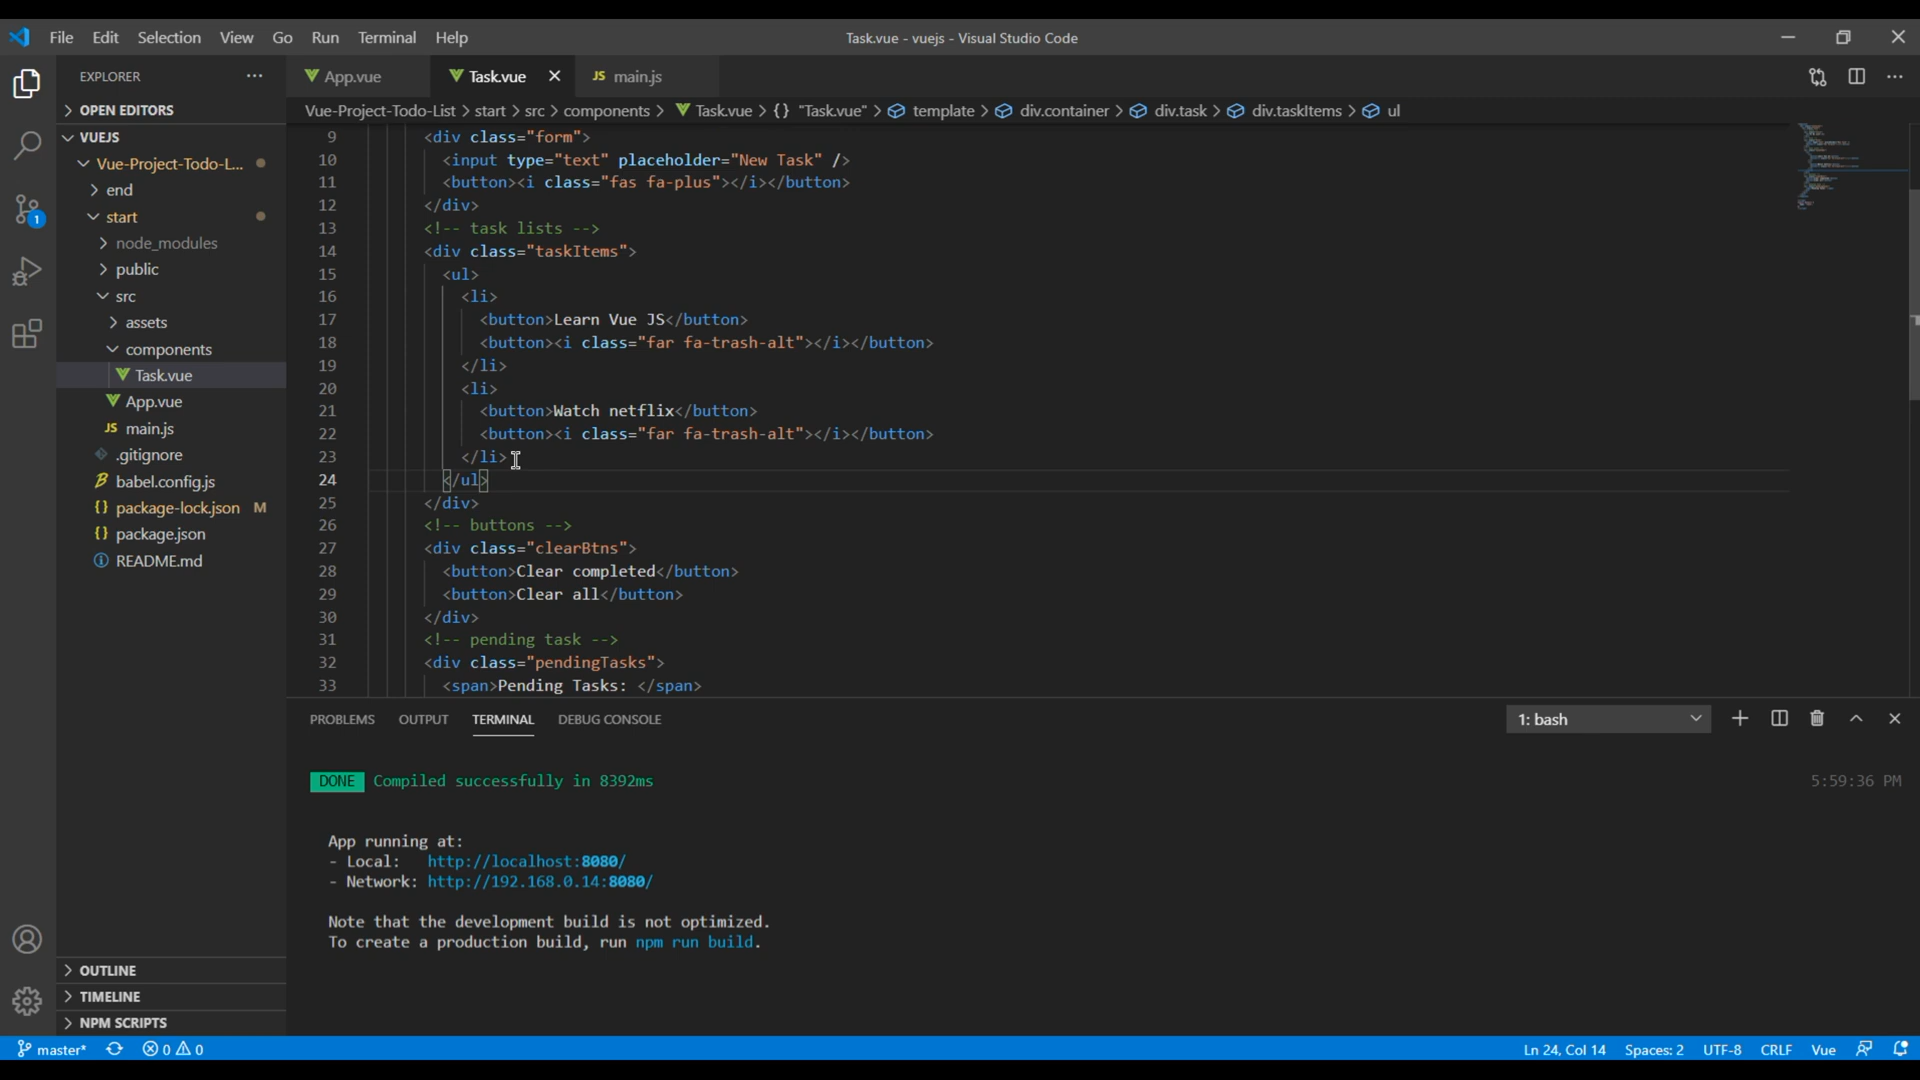 File Edit Selection View Go Run Terminal Help Task.vue - vuejs - Visual Studio Code
EXPLORER
OPEN EDITORS
VUEJS
Vue-Project-Todo-L...
end
start
node_modules
public
src
assets
components
Task.vue
App.vue
JS main.js
.gitignore
babel.config.js
{} package-lock.json M
{} package.json
README.md
OUTLINE
TIMELINE
NPM SCRIPTS
1
App.vue Task.vue JS main.js
Vue-Project-Todo-List > start > src > components > Task.vue > {} "Task.vue" > template > div.container > div.task > div.taskItems > ul
9 <div class="form">
10 <input type="text" placeholder="New Task" />
11 <button><i class="fas fa-plus"></i></button>
12 </div>
13 <!-- task lists -->
14 <div class="taskItems">
15 <ul>
16 <li>
17 <button>Learn Vue JS</button>
18 <button><i class="far fa-trash-alt"></i></button>
19 </li>
20 <li>
21 <button>Watch netflix</button>
22 <button><i class="far fa-trash-alt"></i></button>
23 </li>
24 </ul>
25 </div>
26 <!-- buttons -->
27 <div class="clearBtns">
28 <button>Clear completed</button>
29 <button>Clear all</button>
30 </div>
31 <!-- pending task -->
32 <div class="pendingTasks">
33 <span>Pending Tasks: </span>
PROBLEMS OUTPUT TERMINAL DEBUG CONSOLE 1: bash
DONE Compiled successfully in 8392ms 5:59:36 PM
App running at:
- Local: http://localhost:8080/
- Network: http://192.168.0.14:8080/
Note that the development build is not optimized.
To create a production build, run npm run build.
master* 0 0 Ln 24, Col 14 Spaces: 2 UTF-8 CRLF Vue